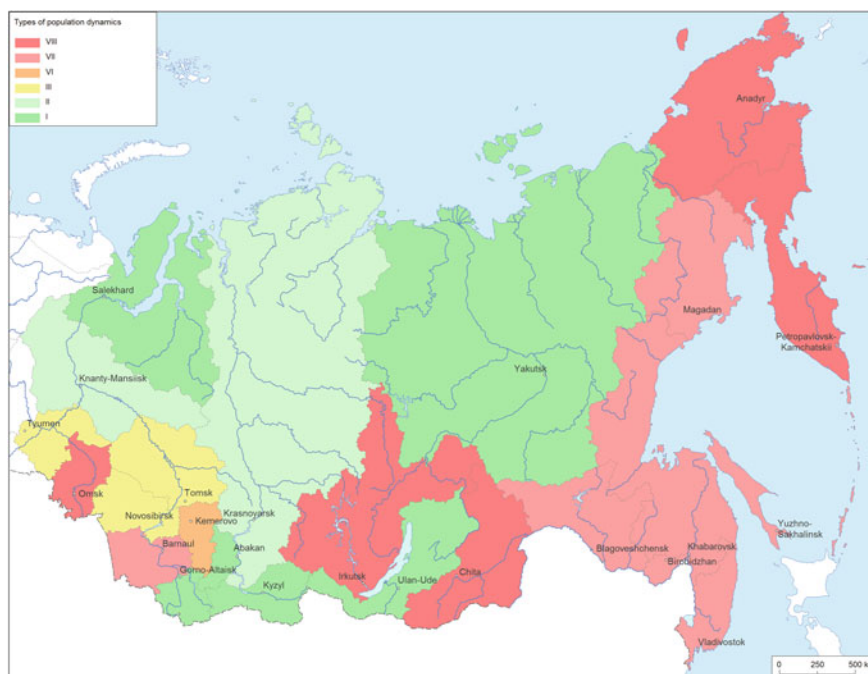 Types of population dynamics
VIII
VII
VI
III
II
I
Anadyr
Salekhard
Magadan
Petropavlovsk-
Kamchatskii
Yakutsk
Knanty-Mansiisk
Tyumen
Omsk
Tomsk
Novosibirsk
Krasnoyarsk
Kemerovo
Barnaul
Abakan
Gorno-Altaisk
Kyzyl
Irkutsk
Ulan-Ude
Chita
Blagoveshchensk
Khabarovsk
Birobidzhan
Yuzhno-
Sakhalinsk
Vladivostok
0 250 500 k